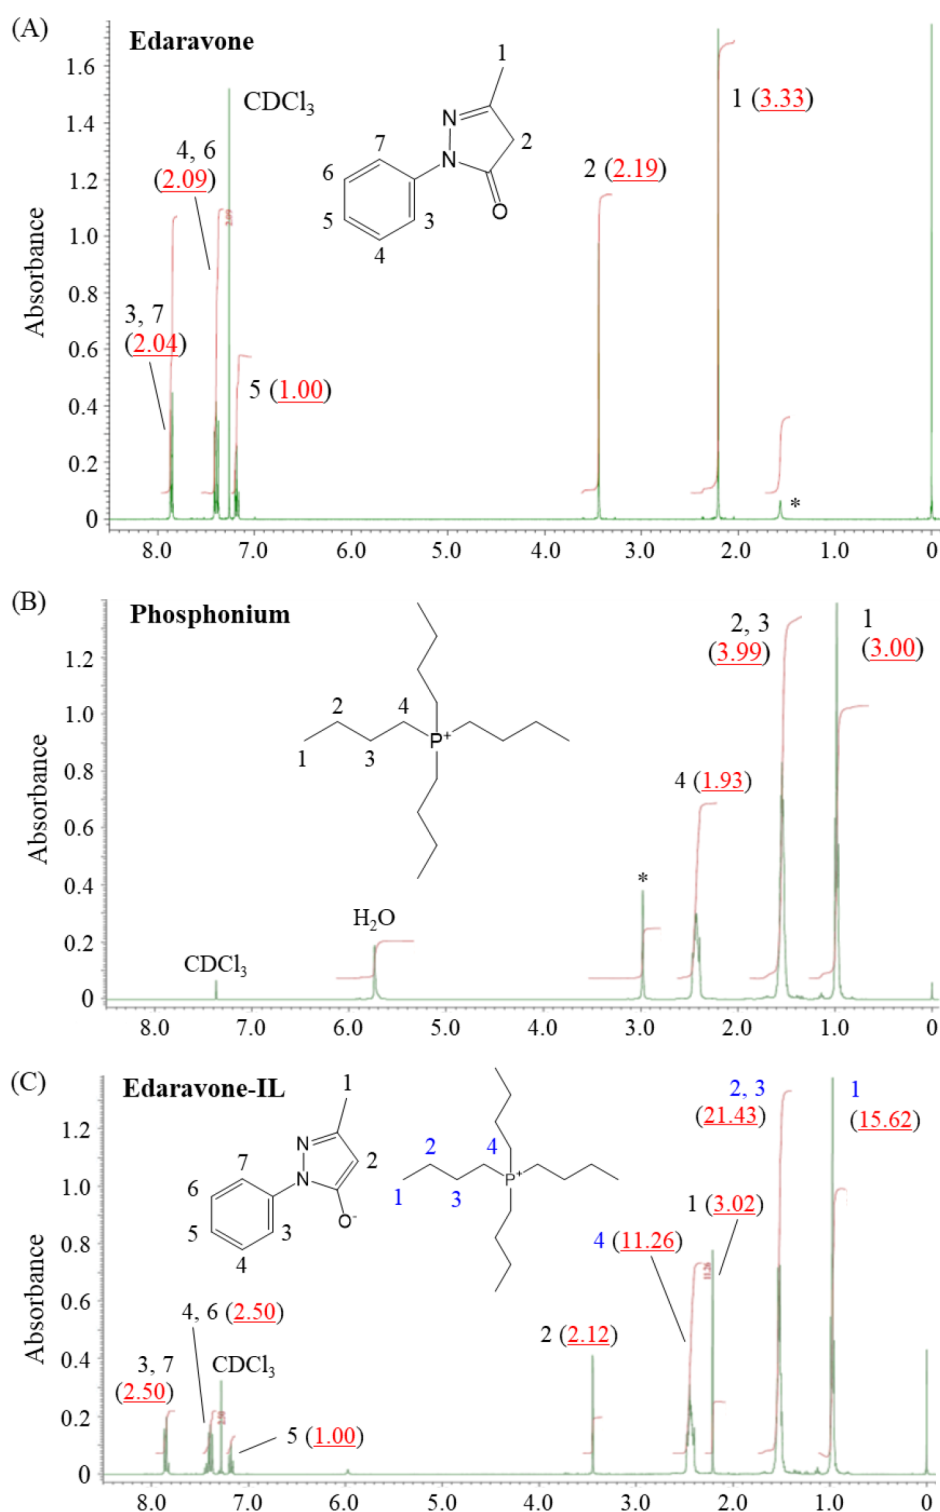 (A)
Edaravone
Absorbance
1.6
1.4
1.2
1.0
0.8
0.6
0.4
0.2
0
CDCl₃
4, 6
(2.09)
2.09
3, 7
(2.04)
5 (1.00)
1
N
N
2
O
7
6
5
4
3
2 (2.19)
1 (3.33)
*
8.0 7.0 6.0 5.0 4.0 3.0 2.0 1.0 0
(B)
Phosphonium
Absorbance
1.2
1.0
0.8
0.6
0.4
0.2
0
2
4
1
3
P⁺
CDCl₃
H₂O
*
4 (1.93)
2, 3
(3.99)
1
(3.00)
8.0 7.0 6.0 5.0 4.0 3.0 2.0 1.0 0
(C)
Edaravone-IL
Absorbance
1.2
1.0
0.8
0.6
0.4
0.2
0
1
N
N
2
O⁻
7
6
5
4
3
2
4
1
3
P⁺
2, 3
(21.43)
1
(15.62)
1 (3.02)
4 (11.26)
11.26
2 (2.12)
4, 6 (2.50)
3, 7
(2.50)
CDCl₃
2.50
5 (1.00)
8.0 7.0 6.0 5.0 4.0 3.0 2.0 1.0 0